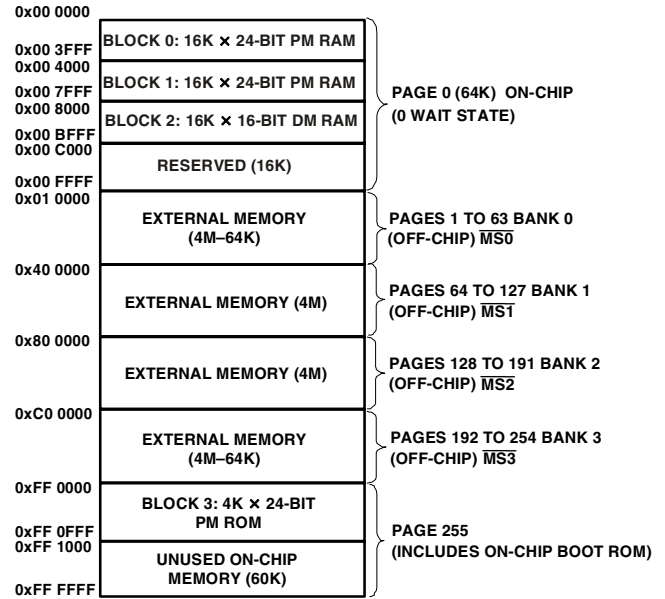 0x00 0000
BLOCK 0: 16K × 24-BIT PM RAM
0x00 3FFF
0x00 4000
BLOCK 1: 16K × 24-BIT PM RAM
0x00 7FFF
0x00 8000
BLOCK 2: 16K × 16-BIT DM RAM
0x00 BFFF
0x00 C000
RESERVED (16K)
0x00 FFFF
PAGE 0 (64K) ON-CHIP
(0 WAIT STATE)
0x01 0000
EXTERNAL MEMORY
(4M–64K)
PAGES 1 TO 63 BANK 0
(OFF-CHIP) MS0
0x40 0000
EXTERNAL MEMORY (4M)
PAGES 64 TO 127 BANK 1
(OFF-CHIP) MS1
0x80 0000
EXTERNAL MEMORY (4M)
PAGES 128 TO 191 BANK 2
(OFF-CHIP) MS2
0xC0 0000
EXTERNAL MEMORY
(4M–64K)
PAGES 192 TO 254 BANK 3
(OFF-CHIP) MS3
0xFF 0000
BLOCK 3: 4K × 24-BIT
PM ROM
0xFF 0FFF
0xFF 1000
UNUSED ON-CHIP
MEMORY (60K)
0xFF FFFF
PAGE 255
(INCLUDES ON-CHIP BOOT ROM)